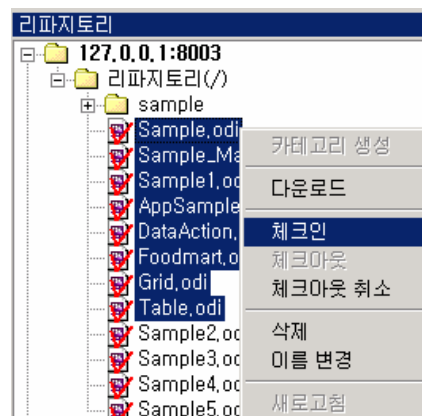 리파지토리
127.0.0.1:8003
리파지토리(/)
sample
Sample.odi
Sample_Ma
Sample1.od
AppSample
DataAction.
Foodmart.o
Grid.odi
Table.odi
Sample2.oc
Sample3.oc
Sample4.oc
Sample5.oc
카테고리 생성
다운로드
체크인
체크아웃
체크아웃 취소
삭제
이름 변경
새로고침